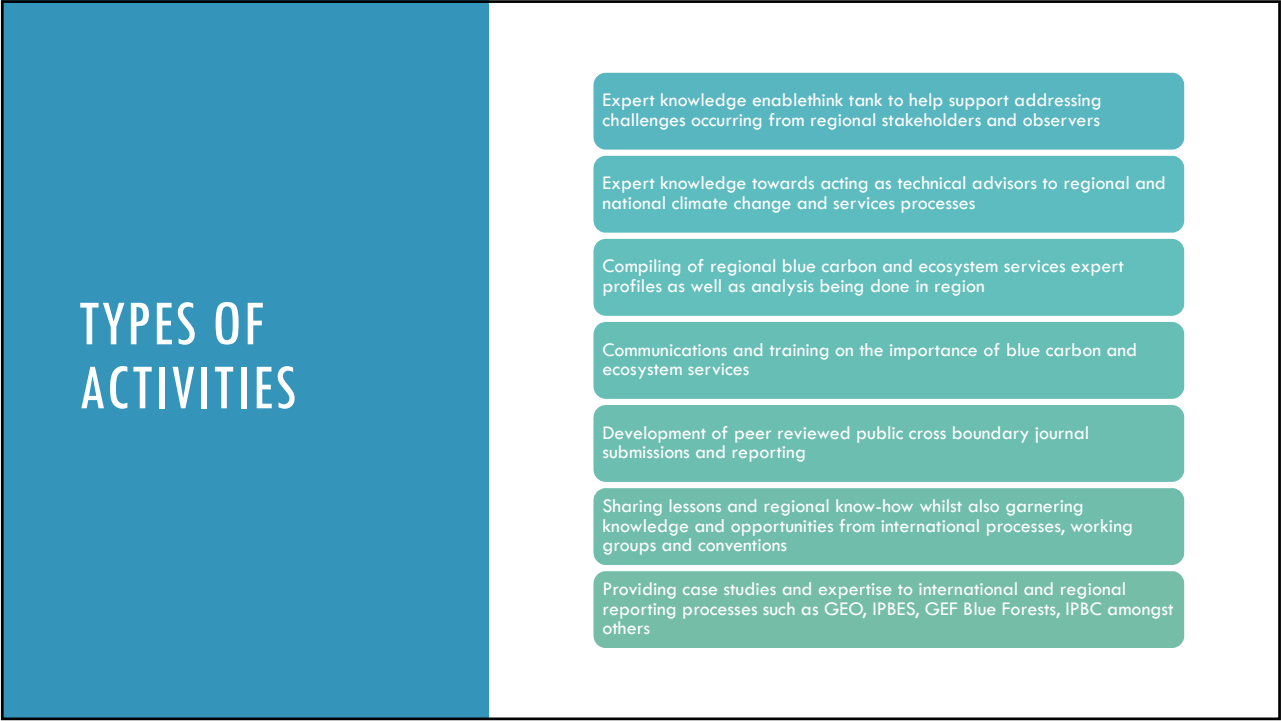 TYPES OF
ACTIVITIES
Expert knowledge enablethink tank to help support addressing
challenges occurring from regional stakeholders and observers
Expert knowledge towards acting as technical advisors to regional and
national climate change and services processes
Compiling of regional blue carbon and ecosystem services expert
profiles as well as analysis being done in region
Communications and training on the importance of blue carbon and
ecosystem services
Development of peer reviewed public cross boundary journal
submissions and reporting
Sharing lessons and regional know-how whilst also garnering
knowledge and opportunities from international processes, working
groups and conventions
Providing case studies and expertise to international and regional
reporting processes such as GEO, IPBES, GEF Blue Forests, IPBC amongst
others